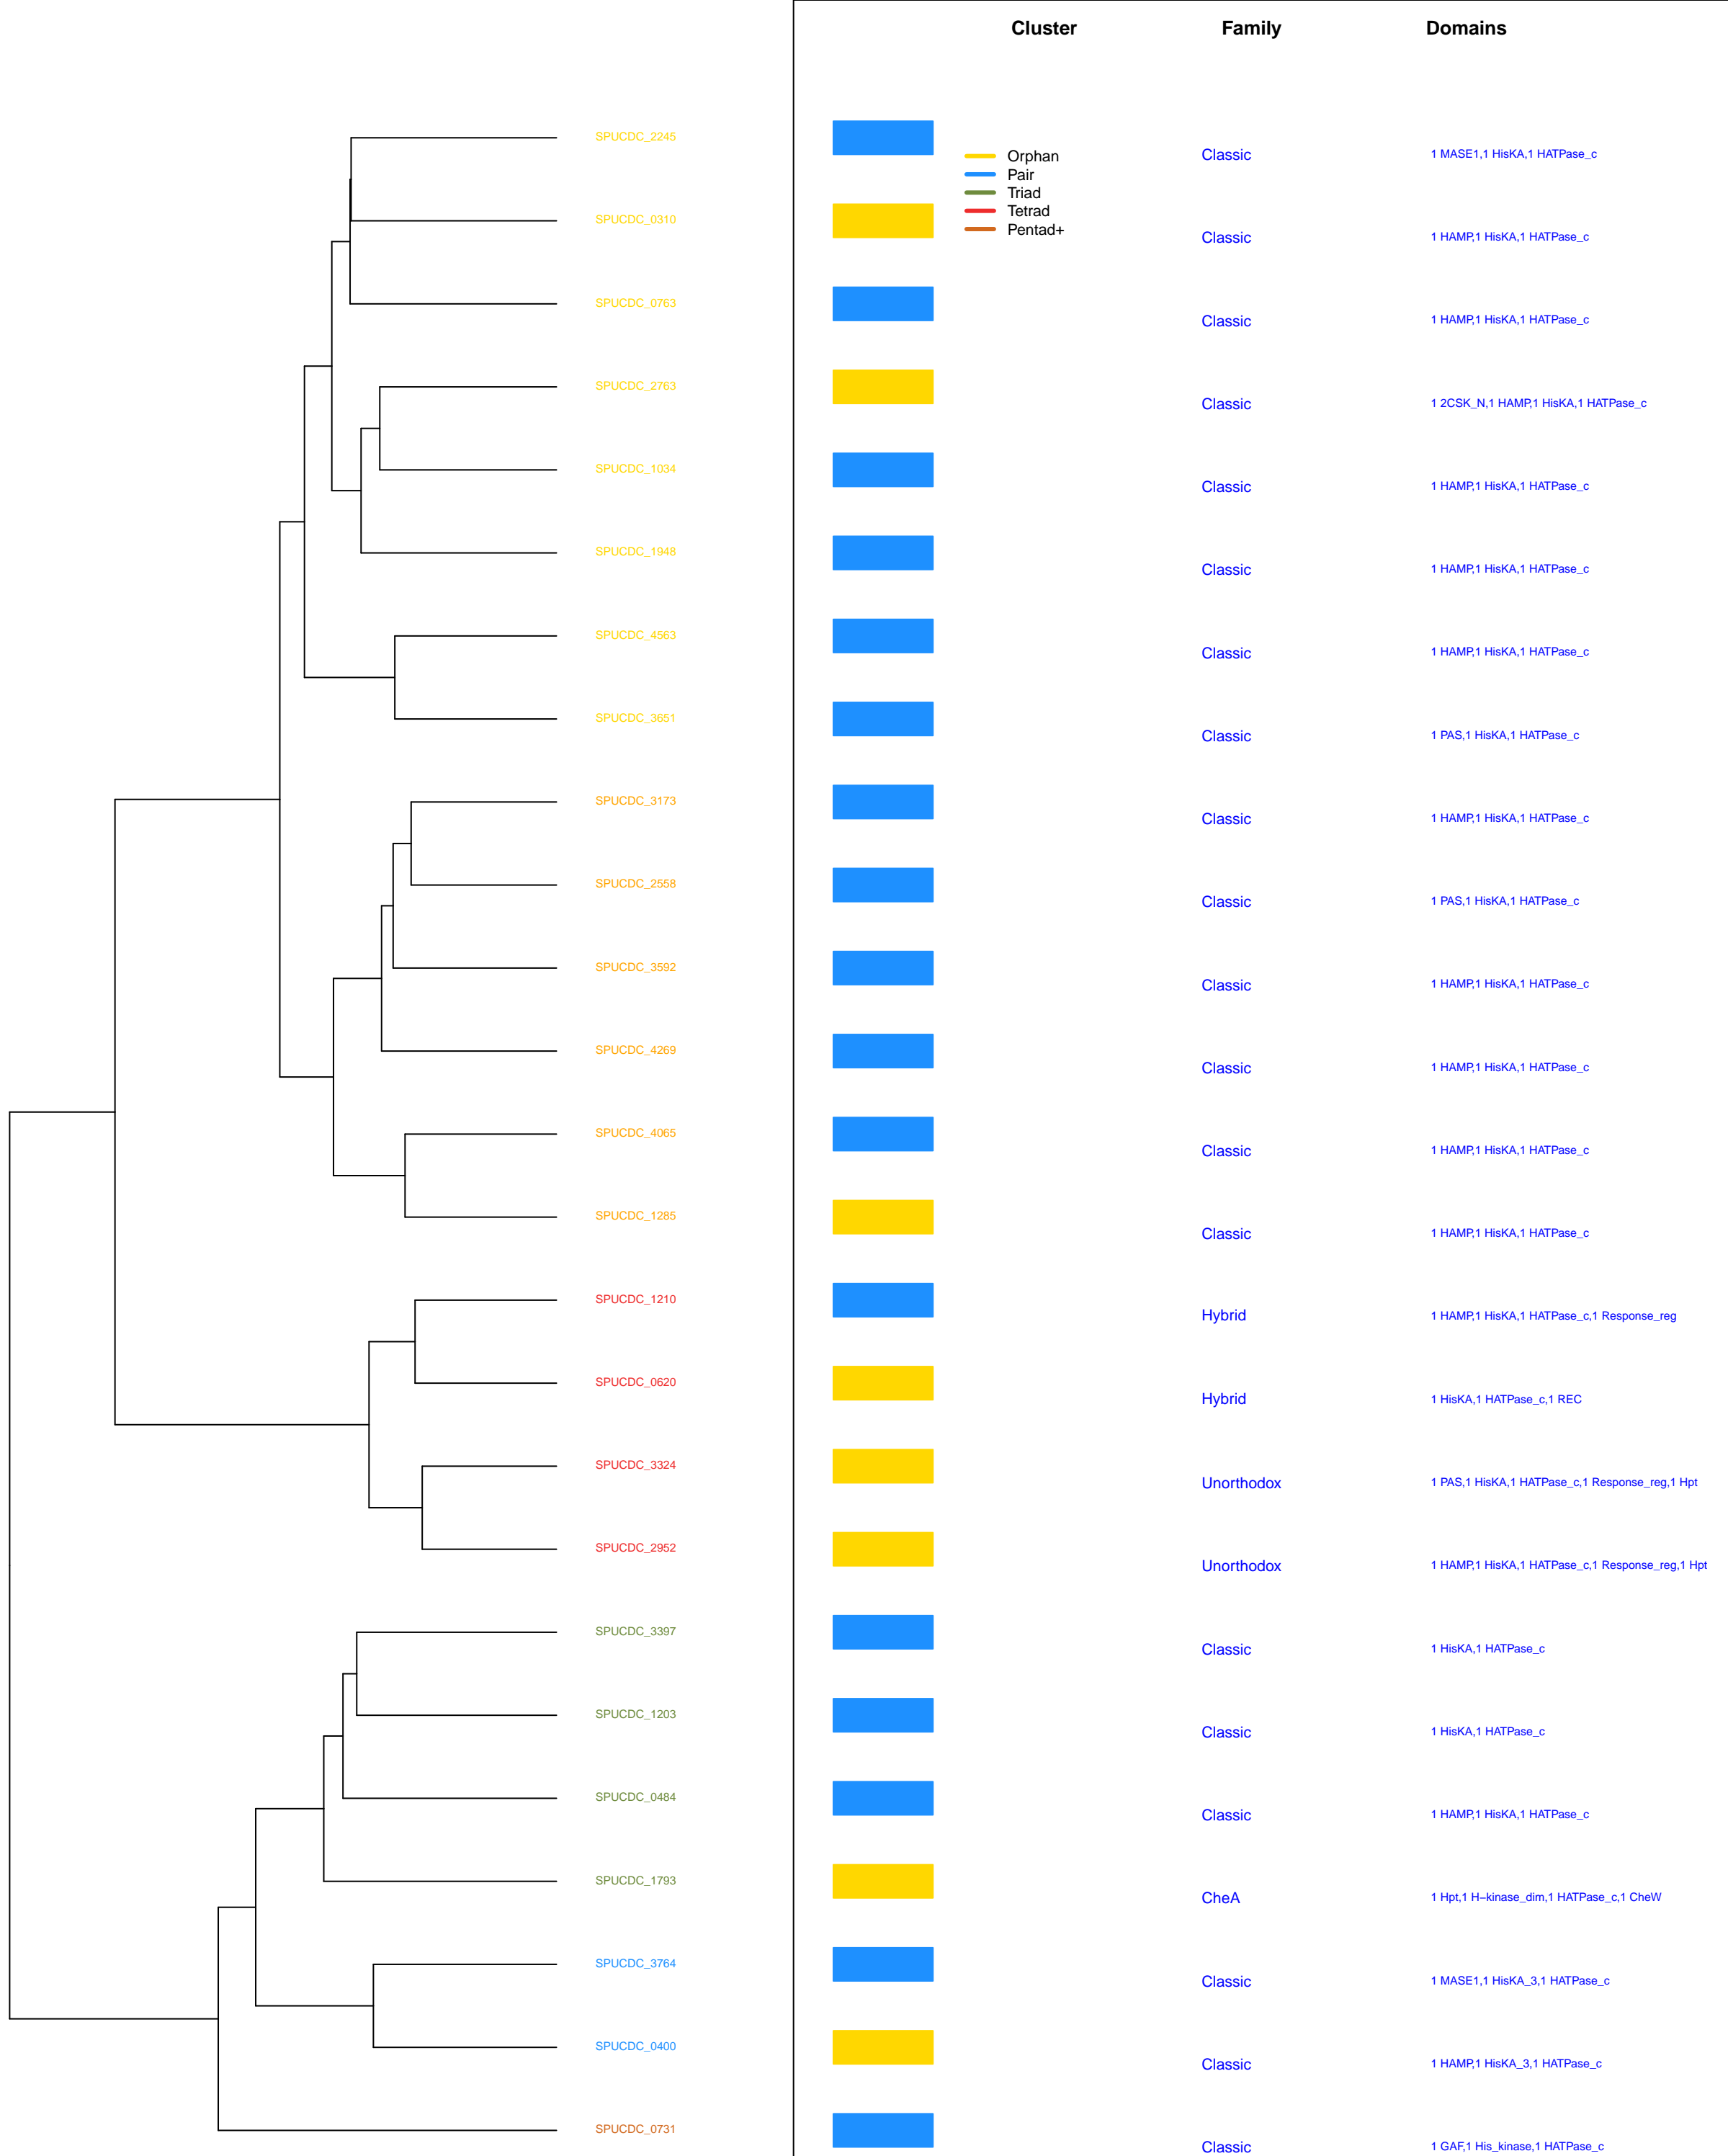 Cluster Family Domains
SPUCDC_2245 Classic 1 MASE1,1 HisKA,1 HATPase_c
Orphan
Pair
Triad
Tetrad
Pentad+
SPUCDC_0310 Classic 1 HAMP,1 HisKA,1 HATPase_c
SPUCDC_0763 Classic 1 HAMP,1 HisKA,1 HATPase_c
SPUCDC_2763 Classic 1 2CSK_N,1 HAMP,1 HisKA,1 HATPase_c
SPUCDC_1034 Classic 1 HAMP,1 HisKA,1 HATPase_c
SPUCDC_1948 Classic 1 HAMP,1 HisKA,1 HATPase_c
SPUCDC_4563 Classic 1 HAMP,1 HisKA,1 HATPase_c
SPUCDC_3651 Classic 1 PAS,1 HisKA,1 HATPase_c
SPUCDC_3173 Classic 1 HAMP,1 HisKA,1 HATPase_c
SPUCDC_2558 Classic 1 PAS,1 HisKA,1 HATPase_c
SPUCDC_3592 Classic 1 HAMP,1 HisKA,1 HATPase_c
SPUCDC_4269 Classic 1 HAMP,1 HisKA,1 HATPase_c
SPUCDC_4065 Classic 1 HAMP,1 HisKA,1 HATPase_c
SPUCDC_1285 Classic 1 HAMP,1 HisKA,1 HATPase_c
SPUCDC_1210 Hybrid 1 HAMP,1 HisKA,1 HATPase_c,1 Response_reg
SPUCDC_0620 Hybrid 1 HisKA,1 HATPase_c,1 REC
SPUCDC_3324 Unorthodox 1 PAS,1 HisKA,1 HATPase_c,1 Response_reg,1 Hpt
SPUCDC_2952 Unorthodox 1 HAMP,1 HisKA,1 HATPase_c,1 Response_reg,1 Hpt
SPUCDC_3397 Classic 1 HisKA,1 HATPase_c
SPUCDC_1203 Classic 1 HisKA,1 HATPase_c
SPUCDC_0484 Classic 1 HAMP,1 HisKA,1 HATPase_c
SPUCDC_1793 CheA 1 Hpt,1 H−kinase_dim,1 HATPase_c,1 CheW
SPUCDC_3764 Classic 1 MASE1,1 HisKA_3,1 HATPase_c
SPUCDC_0400 Classic 1 HAMP,1 HisKA_3,1 HATPase_c
SPUCDC_0731 Classic 1 GAF,1 His_kinase,1 HATPase_c